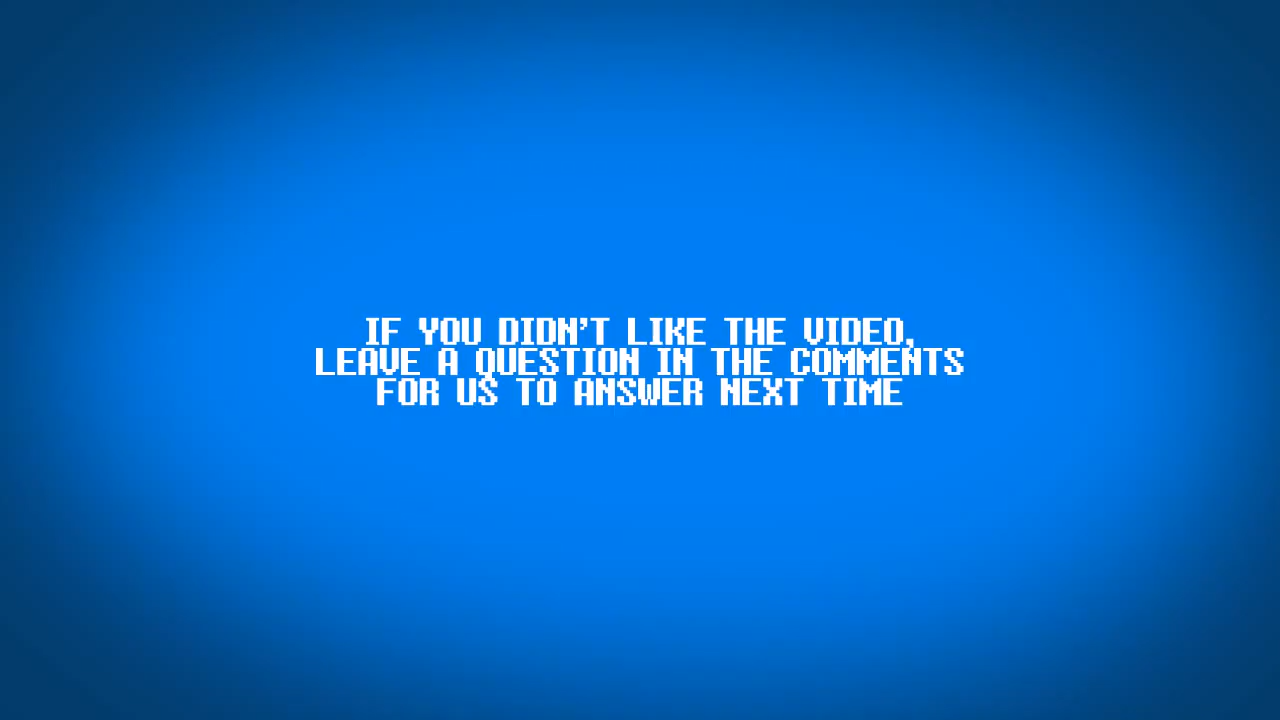 IF YOU DIDN'T LIKE THE VIDEO,
LEAVE A QUESTION IN THE COMMENTS
FOR US TO ANSWER NEXT TIME